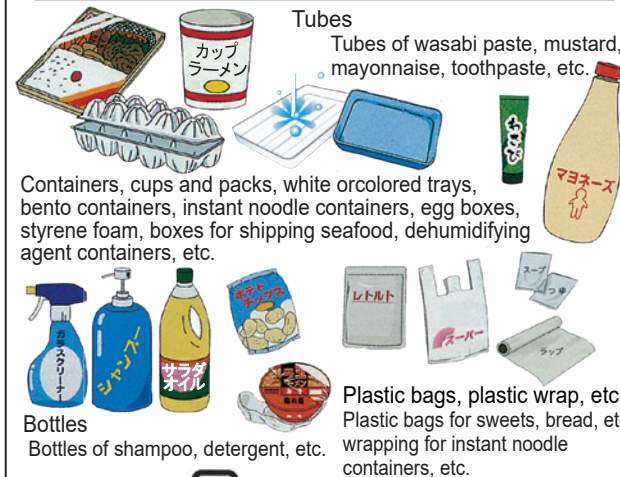 Tubes
Tubes of wasabi paste, mustard,
mayonnaise, toothpaste, etc.
カップ
ラーメン
わさび
マヨネーズ
Containers, cups and packs, white orcolored trays,
bento containers, instant noodle containers, egg boxes,
styrene foam, boxes for shipping seafood, dehumidifying
agent containers, etc.
ガラスクリーナー
シャンプー
サラダ
オイル
ポテト
チップス
レトルト
スーパー
スープ
つゆ
ラップ
Bottles
Bottles of shampoo, detergent, etc.
Plastic bags, plastic wrap, etc
Plastic bags for sweets, bread, et
wrapping for instant noodle
containers, etc.